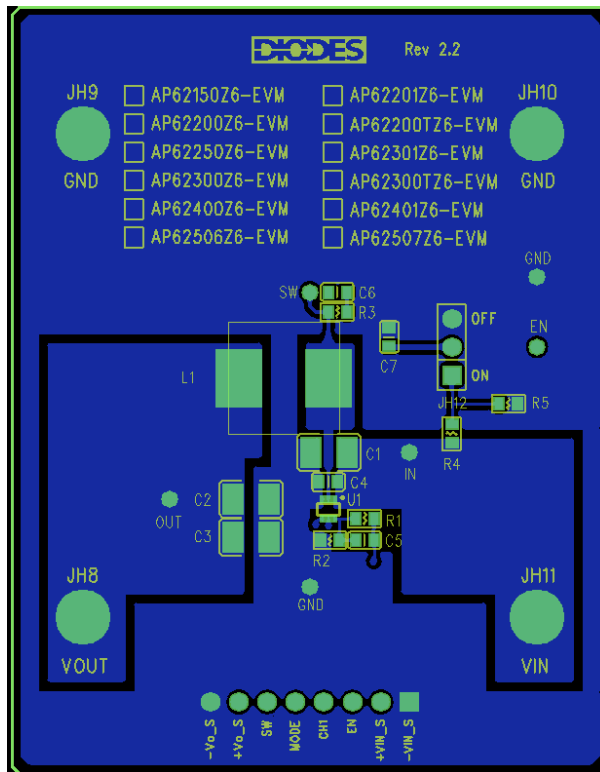 DIODES Rev 2.2
JH9 JH10
AP62150Z6-EVM AP62201Z6-EVM
AP62200Z6-EVM AP62200TZ6-EVM
AP62250Z6-EVM AP62301Z6-EVM
AP62300Z6-EVM AP62300TZ6-EVM
GND GND
AP62400Z6-EVM AP62401Z6-EVM
AP62506Z6-EVM AP62507Z6-EVM
GND
SW C6
R3 OFF EN
C7
L1 ON
JH12 R5
C1 R4
IN
C4
C2 OUT U1
R1
C3 C5
R2
JH8 JH11
GND
VOUT VIN
-Vo_S +Vo_S SW MODE CH1 EN +VIN_S -VIN_S